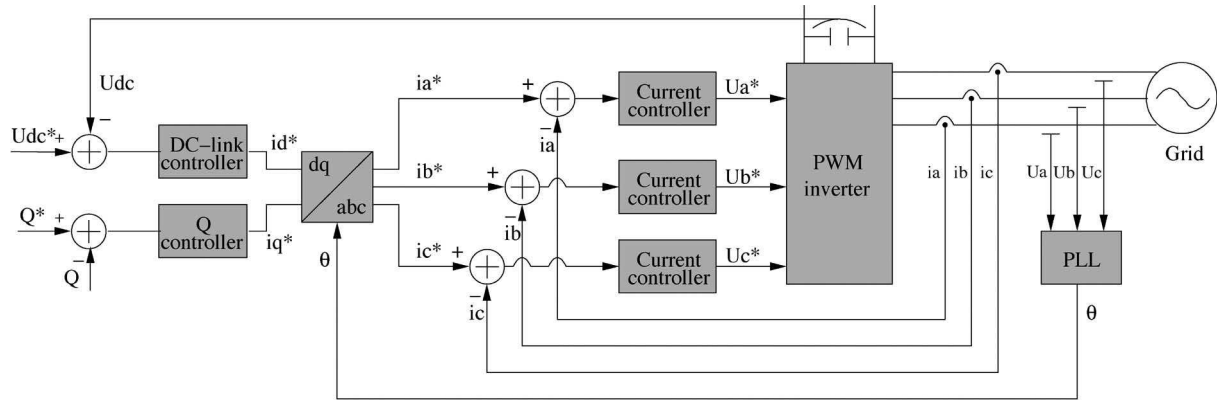 Udc
Udc*
+
−
DC−link
controller
id*
Q*
+
−
Q
Q
controller
iq*
dq
abc
θ
ia*
ib*
ic*
+
−
ia
+
−
ib
+
−
ic
Current
controller
Current
controller
Current
controller
Ua*
Ub*
Uc*
PWM
inverter
ia
ib
ic
Ua
Ub
Uc
Grid
PLL
θ